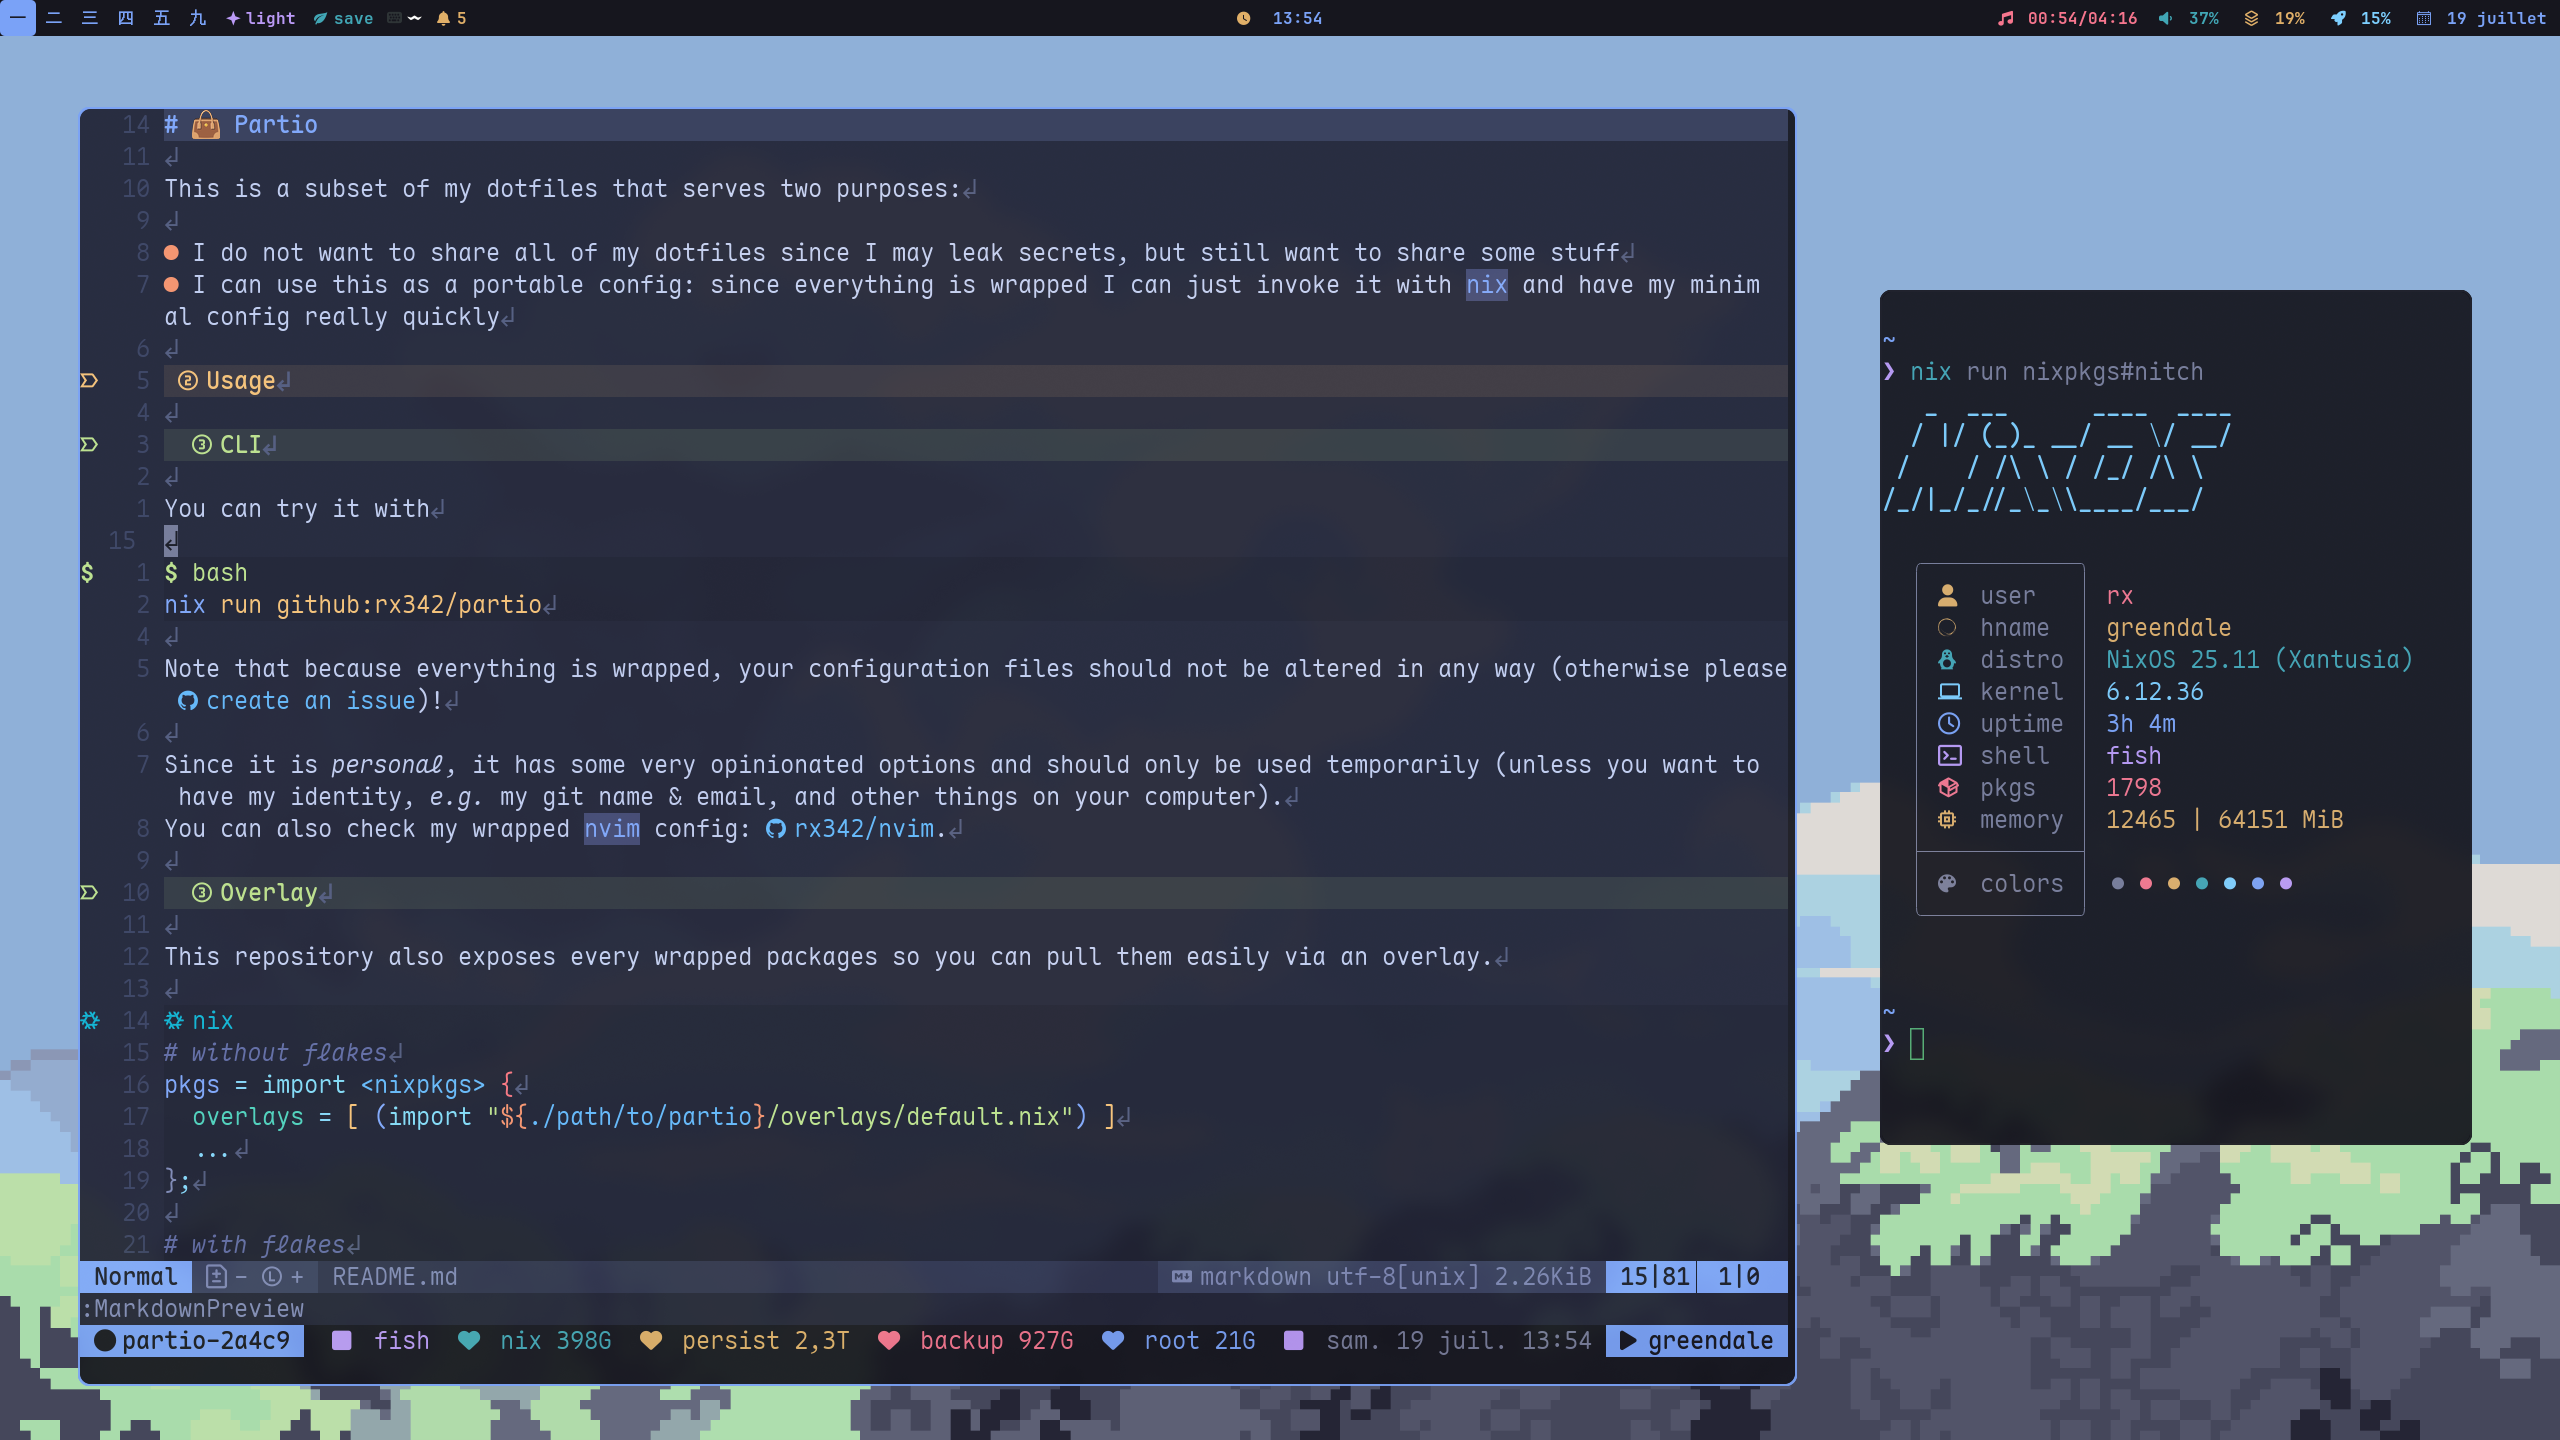 一 二 三 四 五 九 light save 5
13:54
00:54/04:16 37% 19% 15% 19 juillet
14 # Partio
11
10 This is a subset of my dotfiles that serves two purposes:
9
8 I do not want to share all of my dotfiles since I may leak secrets, but still want to share some stuff
7 I can use this as a portable config: since everything is wrapped I can just invoke it with nix and have my minim
al config really quickly
6
5 ② Usage
4
3 ③ CLI
2
1 You can try it with
15
$ 1 $ bash
2 nix run github:rx342/partio
4
5 Note that because everything is wrapped, your configuration files should not be altered in any way (otherwise please
create an issue)!
6
7 Since it is personal, it has some very opinionated options and should only be used temporarily (unless you want to
have my identity, e.g. my git name & email, and other things on your computer).
8 You can also check my wrapped nvim config: rx342/nvim.
9
10 ③ Overlay
11
12 This repository also exposes every wrapped packages so you can pull them easily via an overlay.
13
14 nix
15 # without flakes
16 pkgs = import <nixpkgs> {
17 overlays = [ (import "${./path/to/partio}/overlays/default.nix") ]
18 ...
19 };
20
21 # with flakes
Normal - Ⓛ + README.md markdown utf-8[unix] 2.26KiB 15|81 1|0
:MarkdownPreview
partio-2a4c9 fish nix 398G persist 2,3T backup 927G root 21G sam. 19 juil. 13:54 greendale
~
❯ nix run nixpkgs#nitch
user rx
hname greendale
distro NixOS 25.11 (Xantusia)
kernel 6.12.36
uptime 3h 4m
shell fish
pkgs 1798
memory 12465 | 64151 MiB
colors
~
❯